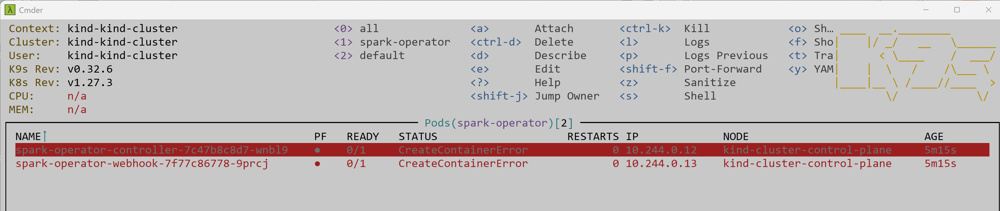 Cmder
Context: kind-kind-cluster <0> all <a> Attach <ctrl-k> Kill <o> Sh…
Cluster: kind-kind-cluster <1> spark-operator <ctrl-d> Delete <l> Logs <f> Sho
User: kind-kind-cluster <2> default <d> Describe <p> Logs Previous <t> Tra
K9s Rev: v0.32.6 <e> Edit <shift-f> Port-Forward <y> YAM
K8s Rev: v1.27.3 <?> Help <z> Sanitize
CPU: n/a <shift-j> Jump Owner <s> Shell
MEM: n/a
Pods(spark-operator)[2]
NAME↑ PF READY STATUS RESTARTS IP NODE AGE
spark-operator-controller-7c47b8c8d7-wnbl9 ● 0/1 CreateContainerError 0 10.244.0.12 kind-cluster-control-plane 5m15s
spark-operator-webhook-7f77c86778-9prcj ● 0/1 CreateContainerError 0 10.244.0.13 kind-cluster-control-plane 5m15s